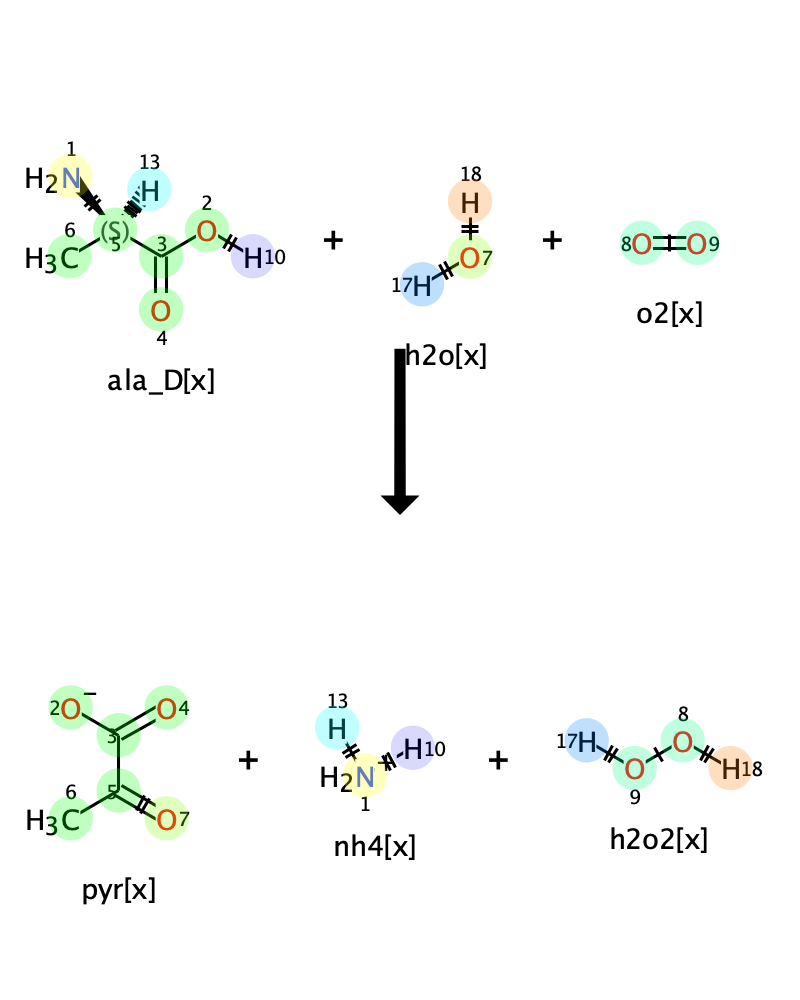 1
13
18
H₂N
H
H
6
2
(S)
O
5
3
8O=O9
H₃C
O
H10
+
O7
+
17H
O
4
o2[x]
h2o[x]
ala_D[x]
13
8
2O⁻
O4
H
17H
O
3
H10
+
+
H18
5
H₂N⁺
O
6
1
9
H₃C
O7
nh4[x]
h2o2[x]
pyr[x]